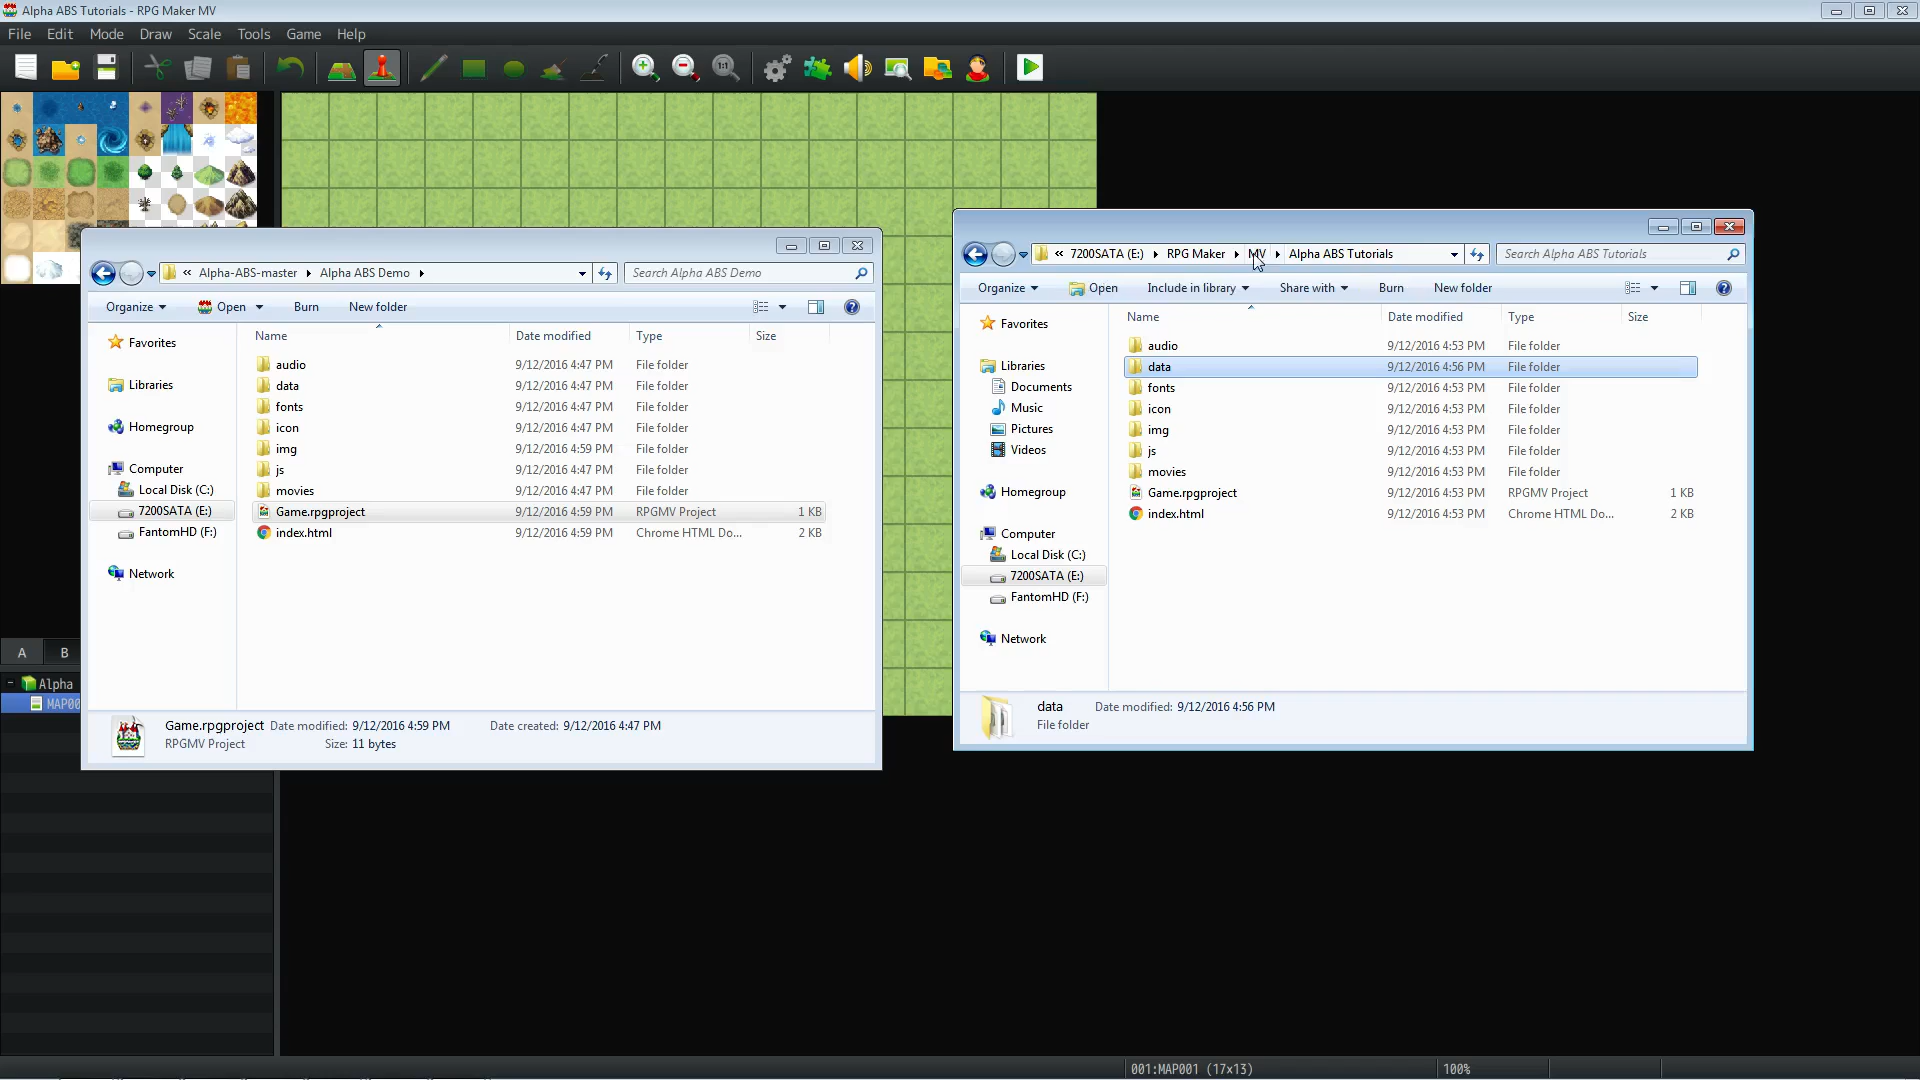 Alpha ABS Tutorials - RPG Maker MV
File Edit Mode Draw Scale Tools Game Help
1:1
« Alpha-ABS-master Alpha ABS Demo Search Alpha ABS Demo
Organize Open Burn New folder
Name Date modified Type Size
Favorites
Libraries
Homegroup
Computer
Local Disk (C:)
7200SATA (E:)
FantomHD (F:)
Network
audio 9/12/2016 4:47 PM File folder
data 9/12/2016 4:47 PM File folder
fonts 9/12/2016 4:47 PM File folder
icon 9/12/2016 4:47 PM File folder
img 9/12/2016 4:59 PM File folder
js 9/12/2016 4:47 PM File folder
movies 9/12/2016 4:47 PM File folder
Game.rpgproject 9/12/2016 4:59 PM RPGMV Project 1 KB
index.html 9/12/2016 4:59 PM Chrome HTML Do... 2 KB
Game.rpgproject Date modified: 9/12/2016 4:59 PM Date created: 9/12/2016 4:47 PM
RPGMV Project Size: 11 bytes
« 7200SATA (E:) RPG Maker MV Alpha ABS Tutorials Search Alpha ABS Tutorials
Organize Open Include in library Share with Burn New folder
Name Date modified Type Size
Favorites
Libraries
Documents
Music
Pictures
Videos
Homegroup
Computer
Local Disk (C:)
7200SATA (E:)
FantomHD (F:)
Network
audio 9/12/2016 4:53 PM File folder
data 9/12/2016 4:56 PM File folder
fonts 9/12/2016 4:53 PM File folder
icon 9/12/2016 4:53 PM File folder
img 9/12/2016 4:53 PM File folder
js 9/12/2016 4:53 PM File folder
movies 9/12/2016 4:53 PM File folder
Game.rpgproject 9/12/2016 4:53 PM RPGMV Project 1 KB
index.html 9/12/2016 4:53 PM Chrome HTML Do... 2 KB
data Date modified: 9/12/2016 4:56 PM
File folder
A B
Alpha
MAP00
001:MAP001 (17x13) 100%